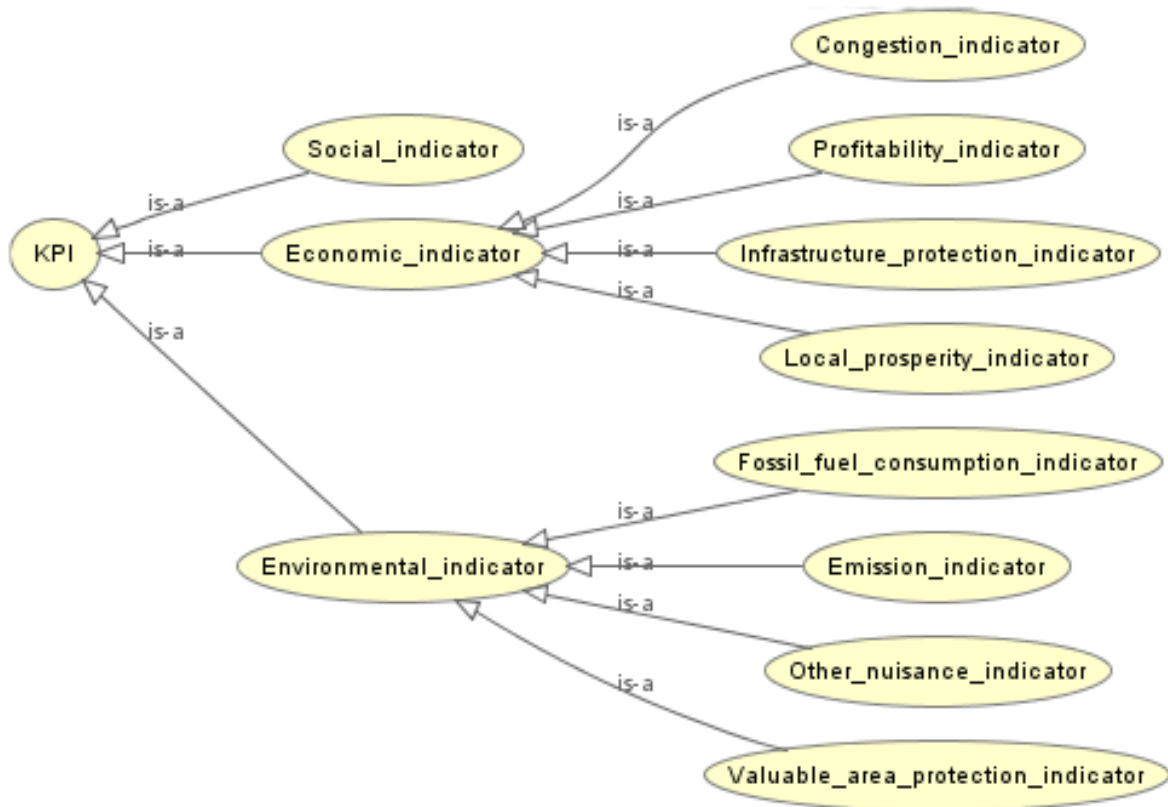 Congestion_indicator
is-a
Social_indicator
Profitability_indicator
is-a
is-a
KPI
is-a
Economic_indicator
is-a
Infrastructure_protection_indicator
is-a
is-a
Local_prosperity_indicator
Fossil_fuel_consumption_indicator
is-a
Environmental_indicator
is-a
Emission_indicator
is-a
Other_nuisance_indicator
is-a
Valuable_area_protection_indicator